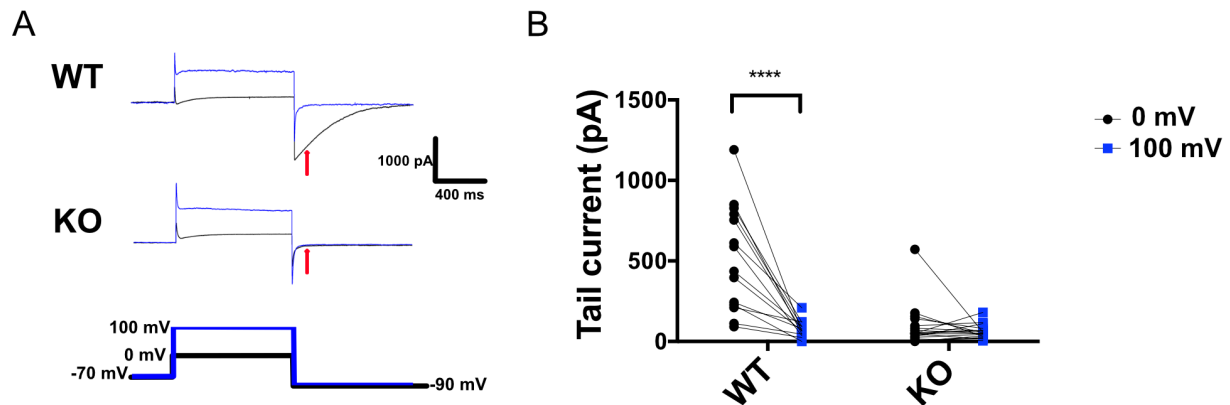 A
WT
1000 pA
400 ms
KO
100 mV
0 mV
-70 mV
-90 mV
B
****
Tail current (pA)
1500
1000
500
0
WT
KO
0 mV
100 mV